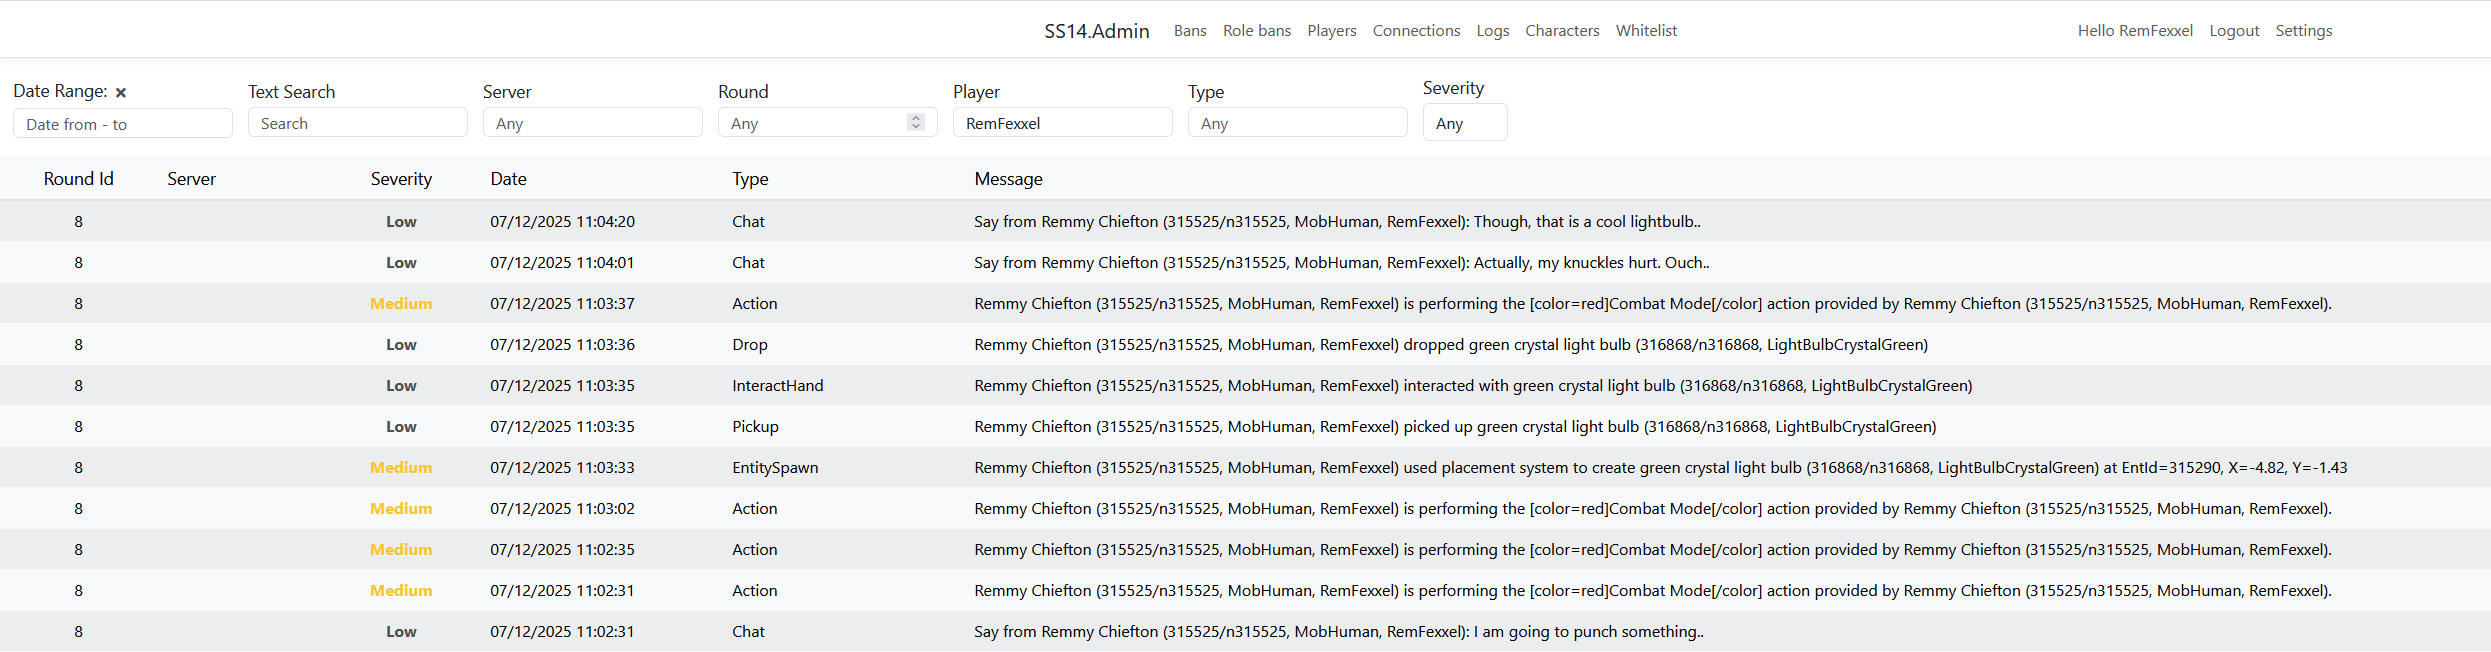 SS14.Admin Bans Role bans Players Connections Logs Characters Whitelist Hello RemFexxel Logout Settings
Date Range: × Text Search Server Round Player Type Severity
Date from - to Search Any Any RemFexxel Any Any
Round Id Server Severity Date Type Message
8 Low 07/12/2025 11:04:20 Chat Say from Remmy Chiefton (315525/n315525, MobHuman, RemFexxel): Though, that is a cool lightbulb..
8 Low 07/12/2025 11:04:01 Chat Say from Remmy Chiefton (315525/n315525, MobHuman, RemFexxel): Actually, my knuckles hurt. Ouch..
8 Medium 07/12/2025 11:03:37 Action Remmy Chiefton (315525/n315525, MobHuman, RemFexxel) is performing the [color=red]Combat Mode[/color] action provided by Remmy Chiefton (315525/n315525, MobHuman, RemFexxel).
8 Low 07/12/2025 11:03:36 Drop Remmy Chiefton (315525/n315525, MobHuman, RemFexxel) dropped green crystal light bulb (316868/n316868, LightBulbCrystalGreen)
8 Low 07/12/2025 11:03:35 InteractHand Remmy Chiefton (315525/n315525, MobHuman, RemFexxel) interacted with green crystal light bulb (316868/n316868, LightBulbCrystalGreen)
8 Low 07/12/2025 11:03:35 Pickup Remmy Chiefton (315525/n315525, MobHuman, RemFexxel) picked up green crystal light bulb (316868/n316868, LightBulbCrystalGreen)
8 Medium 07/12/2025 11:03:33 EntitySpawn Remmy Chiefton (315525/n315525, MobHuman, RemFexxel) used placement system to create green crystal light bulb (316868/n316868, LightBulbCrystalGreen) at EntId=315290, X=-4.82, Y=-1.43
8 Medium 07/12/2025 11:03:02 Action Remmy Chiefton (315525/n315525, MobHuman, RemFexxel) is performing the [color=red]Combat Mode[/color] action provided by Remmy Chiefton (315525/n315525, MobHuman, RemFexxel).
8 Medium 07/12/2025 11:02:35 Action Remmy Chiefton (315525/n315525, MobHuman, RemFexxel) is performing the [color=red]Combat Mode[/color] action provided by Remmy Chiefton (315525/n315525, MobHuman, RemFexxel).
8 Medium 07/12/2025 11:02:31 Action Remmy Chiefton (315525/n315525, MobHuman, RemFexxel) is performing the [color=red]Combat Mode[/color] action provided by Remmy Chiefton (315525/n315525, MobHuman, RemFexxel).
8 Low 07/12/2025 11:02:31 Chat Say from Remmy Chiefton (315525/n315525, MobHuman, RemFexxel): I am going to punch something..